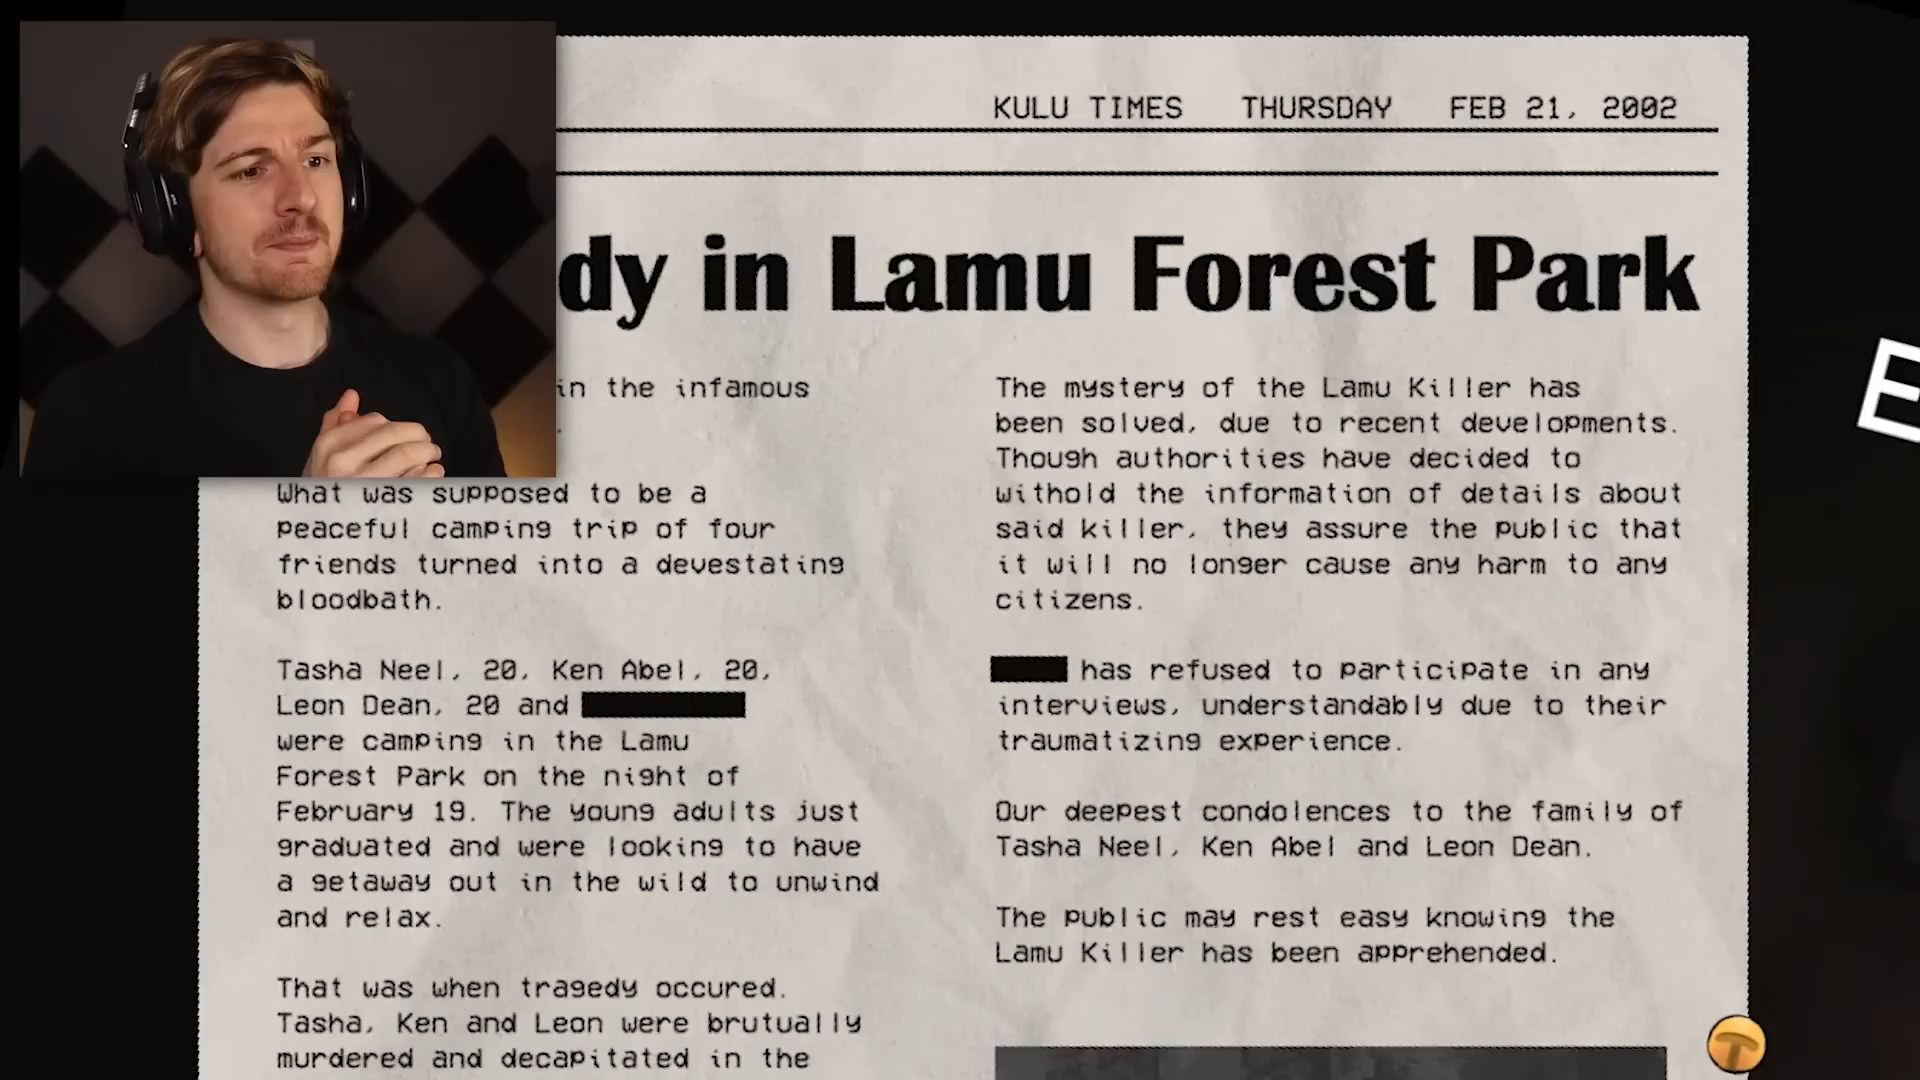 KULU TIMES THURSDAY FEB 21, 2002
dy in Lamu Forest Park
in the infamous
.
What was supposed to be a
peaceful camping trip of four
friends turned into a devestating
bloodbath.
Tasha Neel, 20, Ken Abel, 20,
Leon Dean, 20 and
were camping in the Lamu
Forest Park on the night of
February 19. The young adults just
graduated and were looking to have
a getaway out in the wild to unwind
and relax.
That was when tragedy occured.
Tasha, Ken and Leon were brutually
murdered and decapitated in the
The mystery of the Lamu Killer has
been solved, due to recent developments.
Though authorities have decided to
withold the information of details about
said killer, they assure the public that
it will no longer cause any harm to any
citizens.
has refused to participate in any
interviews, understandably due to their
traumatizing experience.
Our deepest condolences to the family of
Tasha Neel, Ken Abel and Leon Dean.
The public may rest easy knowing the
Lamu Killer has been apprehended.
E